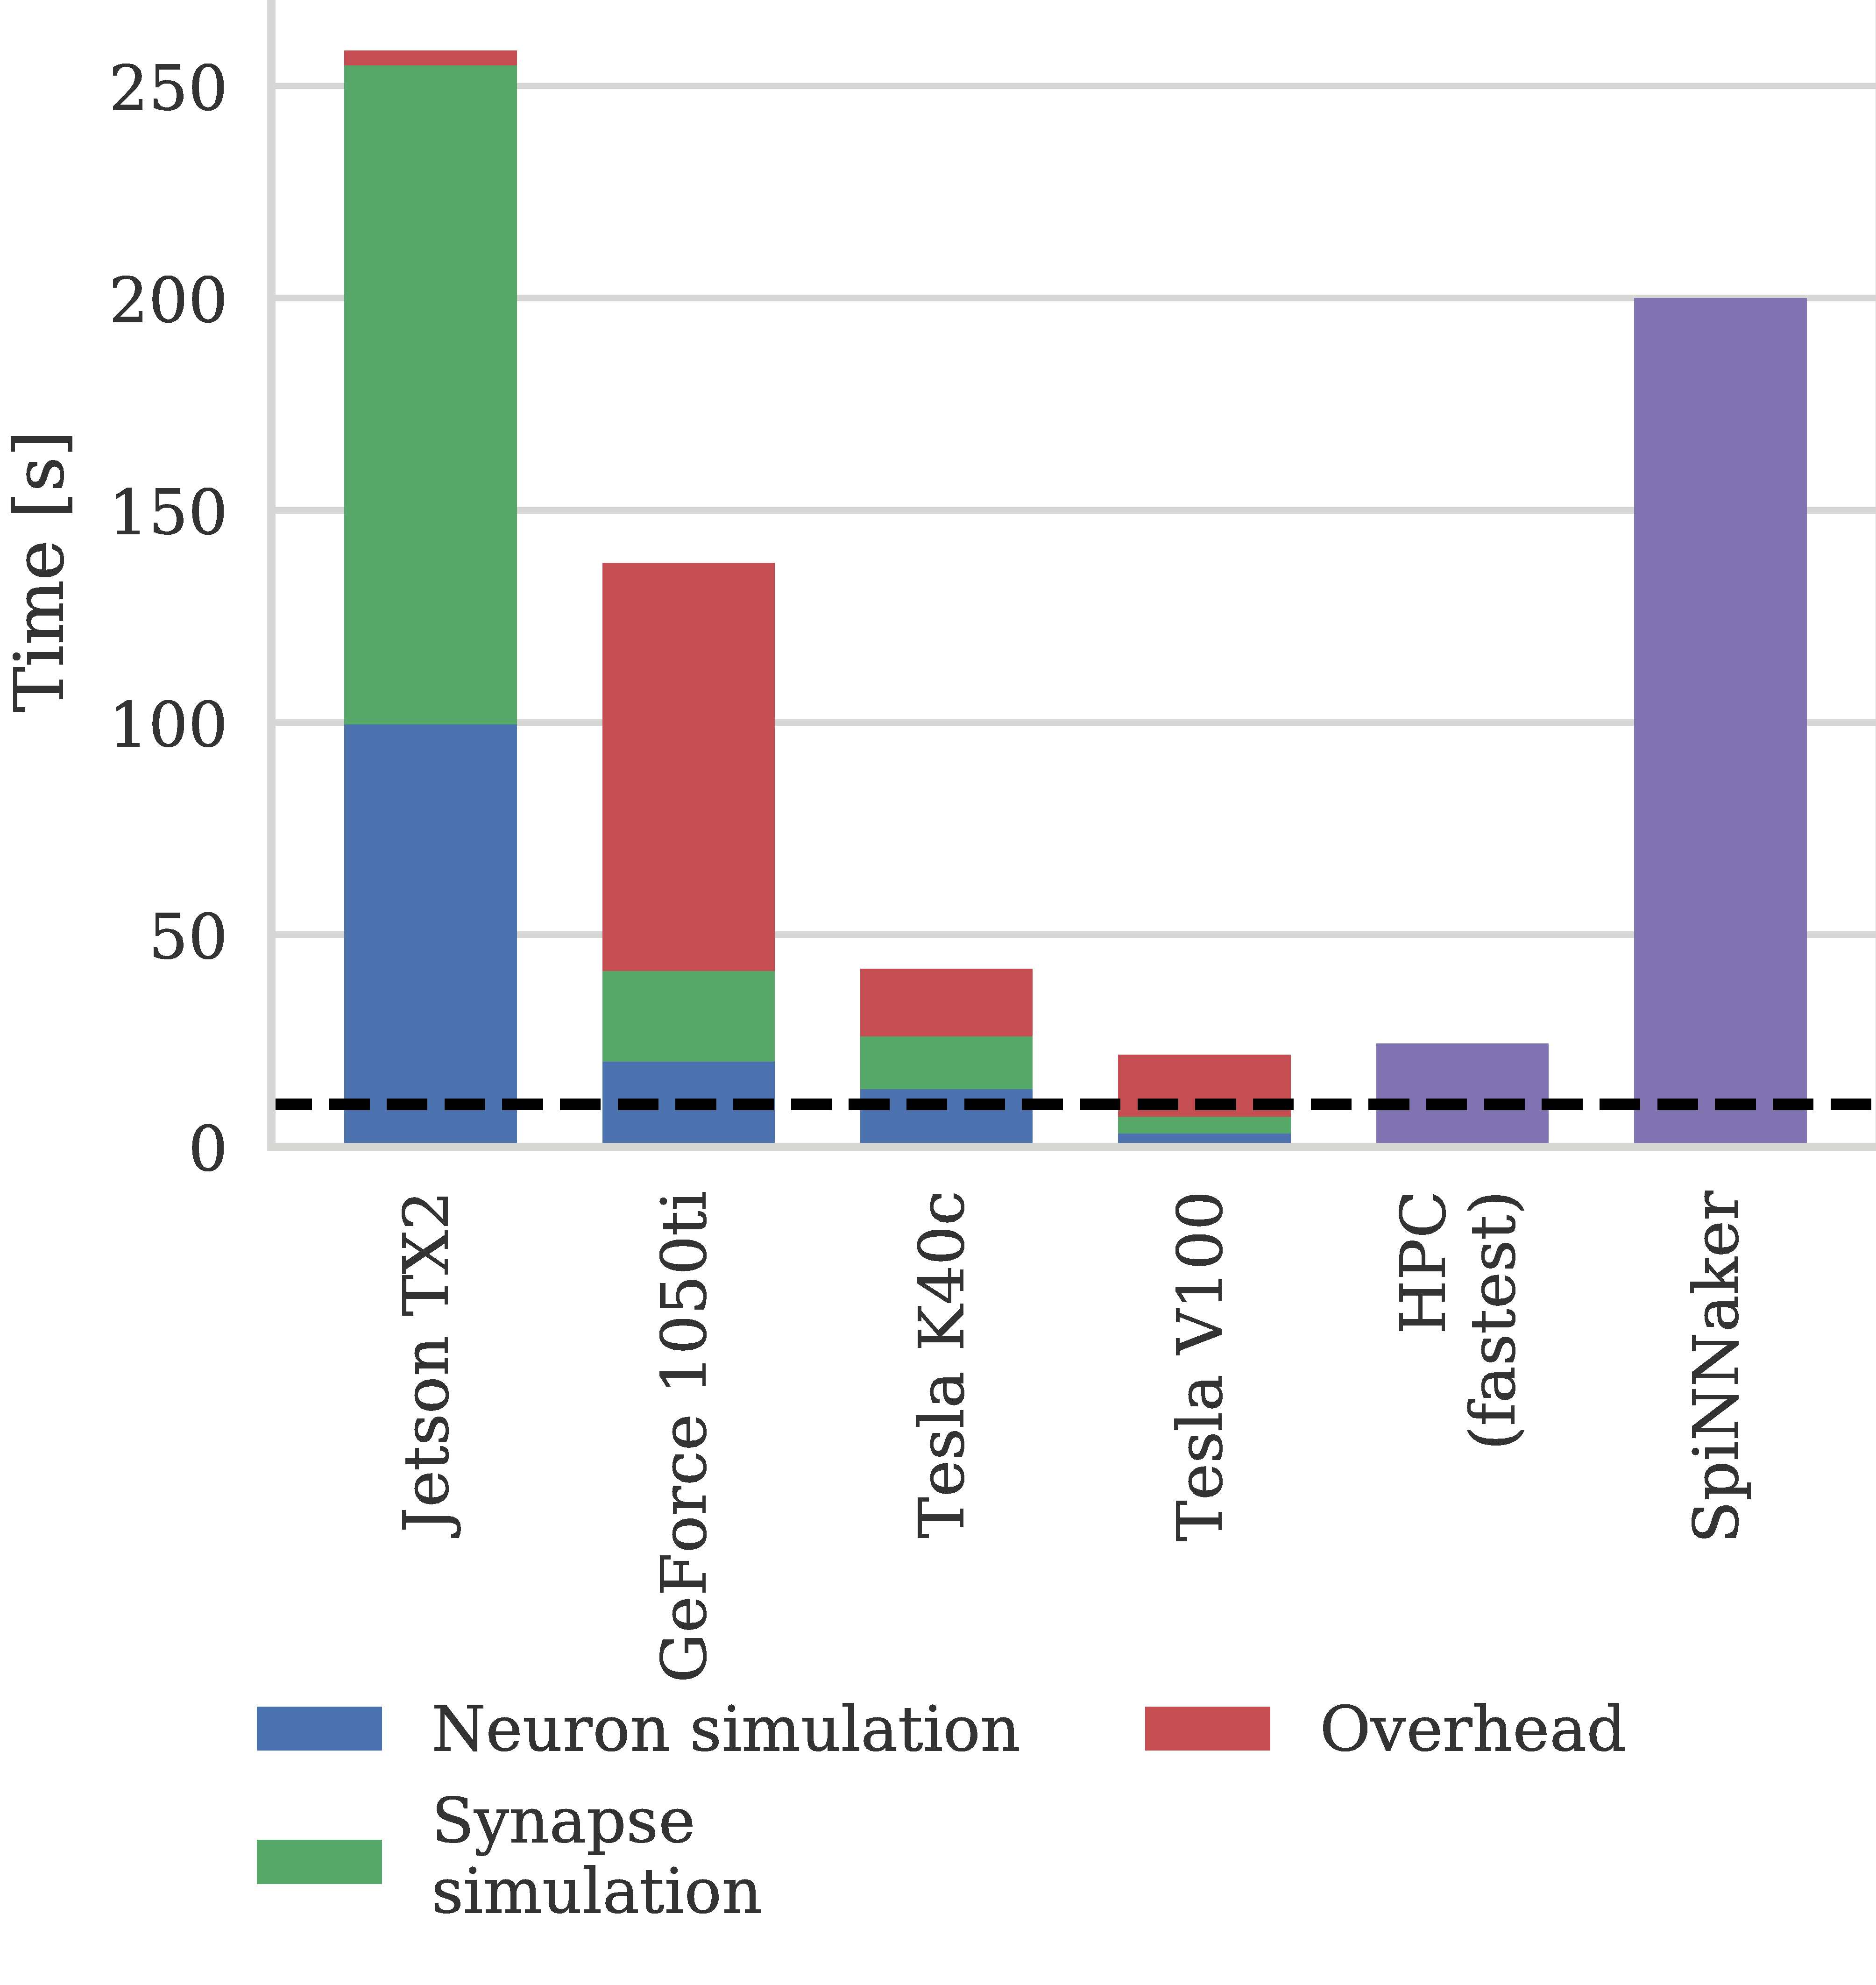 Time [s]
250
200
150
100
50
0
Jetson TX2
GeForce 1050ti
Tesla K40c
Tesla V100
HPC
(fastest)
SpiNNaker
Neuron simulation
Overhead
Synapse
simulation